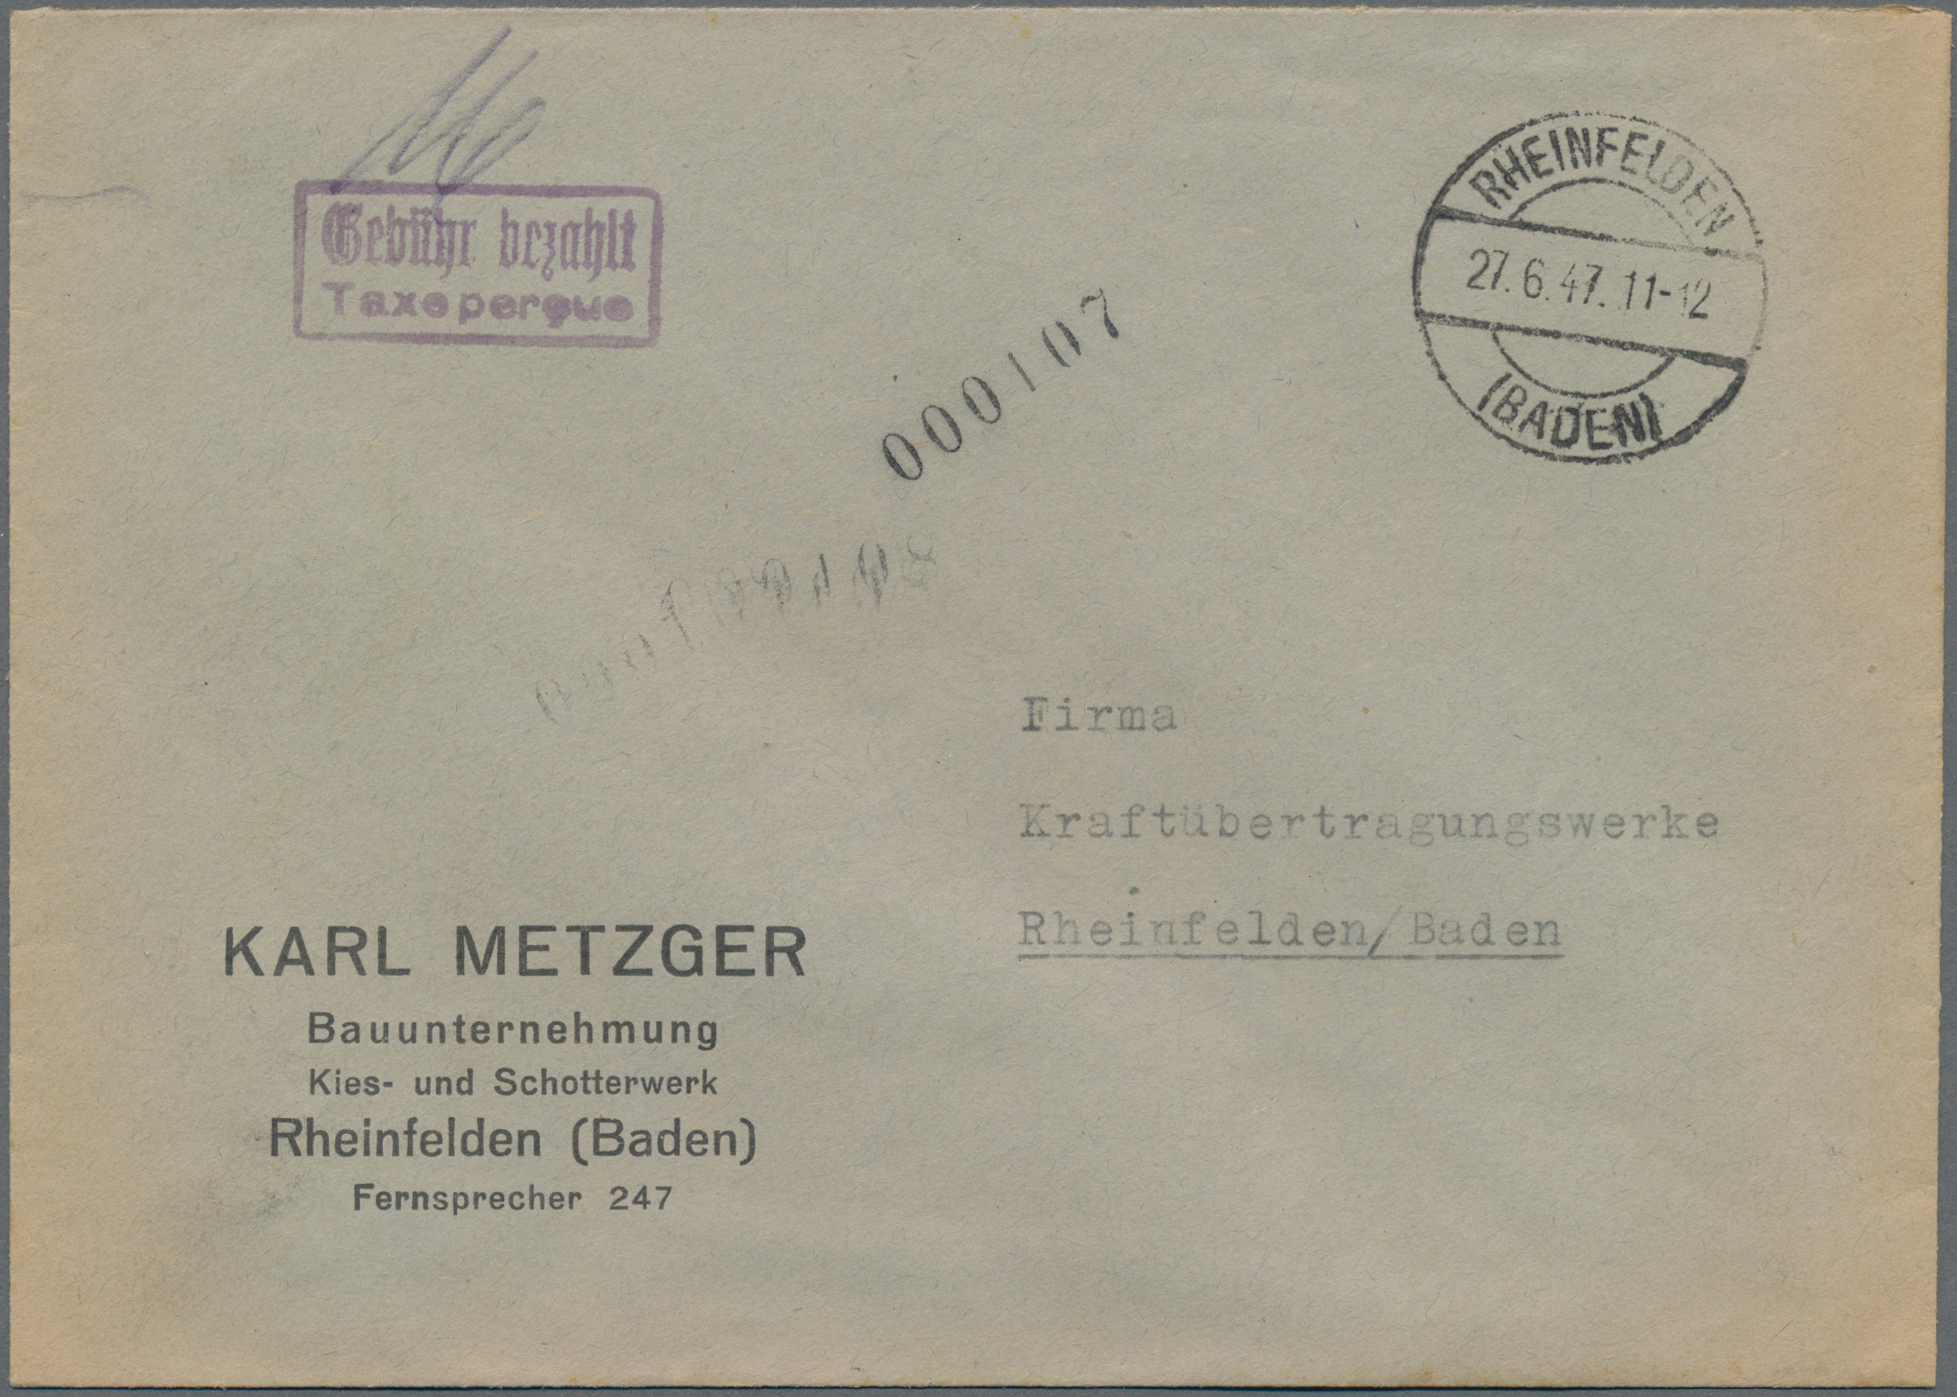 Gebühr bezahlt
Taxe perçue
RHEINFELDEN
27.6.47.11-12
(BADEN)
000107
Firma
Kraftübertragungswerke
Rheinfelden/Baden
KARL METZGER
Bauunternehmung
Kies- und Schotterwerk
Rheinfelden (Baden)
Fernsprecher 247